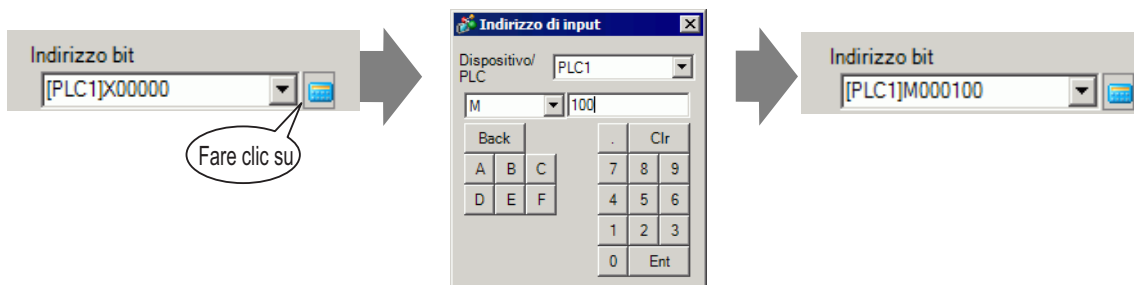 Indirizzo bit
[PLC1]X00000
Fare clic su
Indirizzo di input
Dispositivo/
PLC
PLC1
M 100
Back . Clr
A B C 7 8 9
D E F 4 5 6
1 2 3
0 Ent
Indirizzo bit
[PLC1]M000100